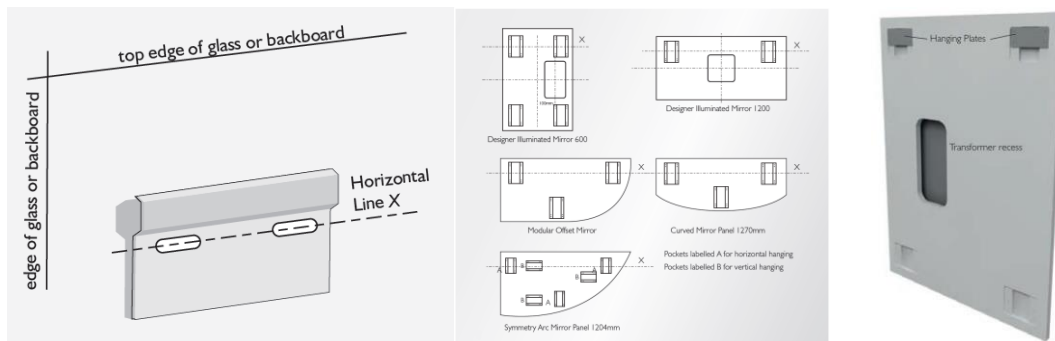 top edge of glass or backboard
edge of glass or backboard
Horizontal
Line X
X
X
100mm
Designer Illuminated Mirror 600
Designer Illuminated Mirror 1200
X
X
Modular Offset Mirror
Curved Mirror Panel 1270mm
Pockets labelled A for horizontal hanging
Pockets labelled B for vertical hanging
A
B
B
A
X
B
A
Symmetry Arc Mirror Panel 1204mm
Hanging Plates
Transformer recess